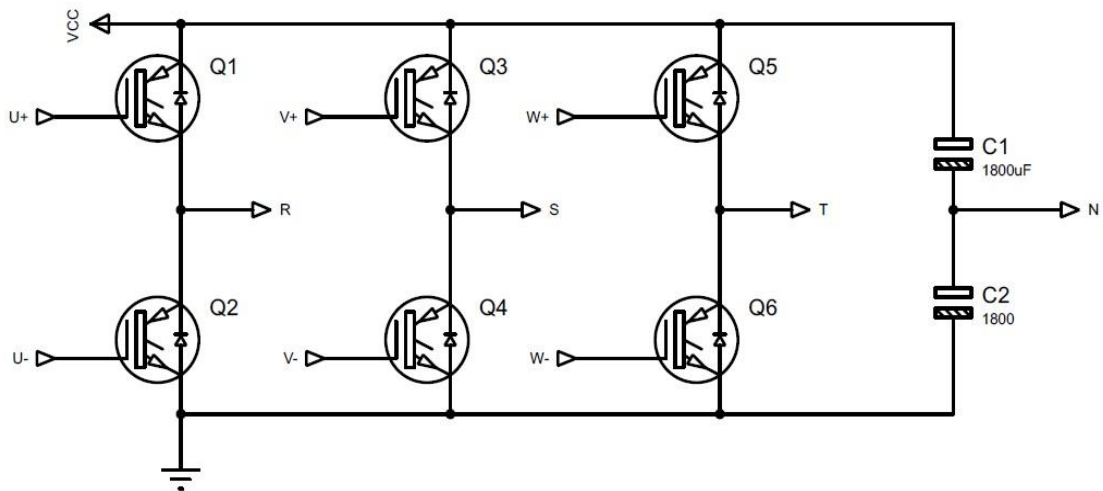 VCC
Q1
Q3
Q5
U+
V+
W+
C1
1800uF
R
S
T
N
Q2
Q4
Q6
C2
1800
U-
V-
W-